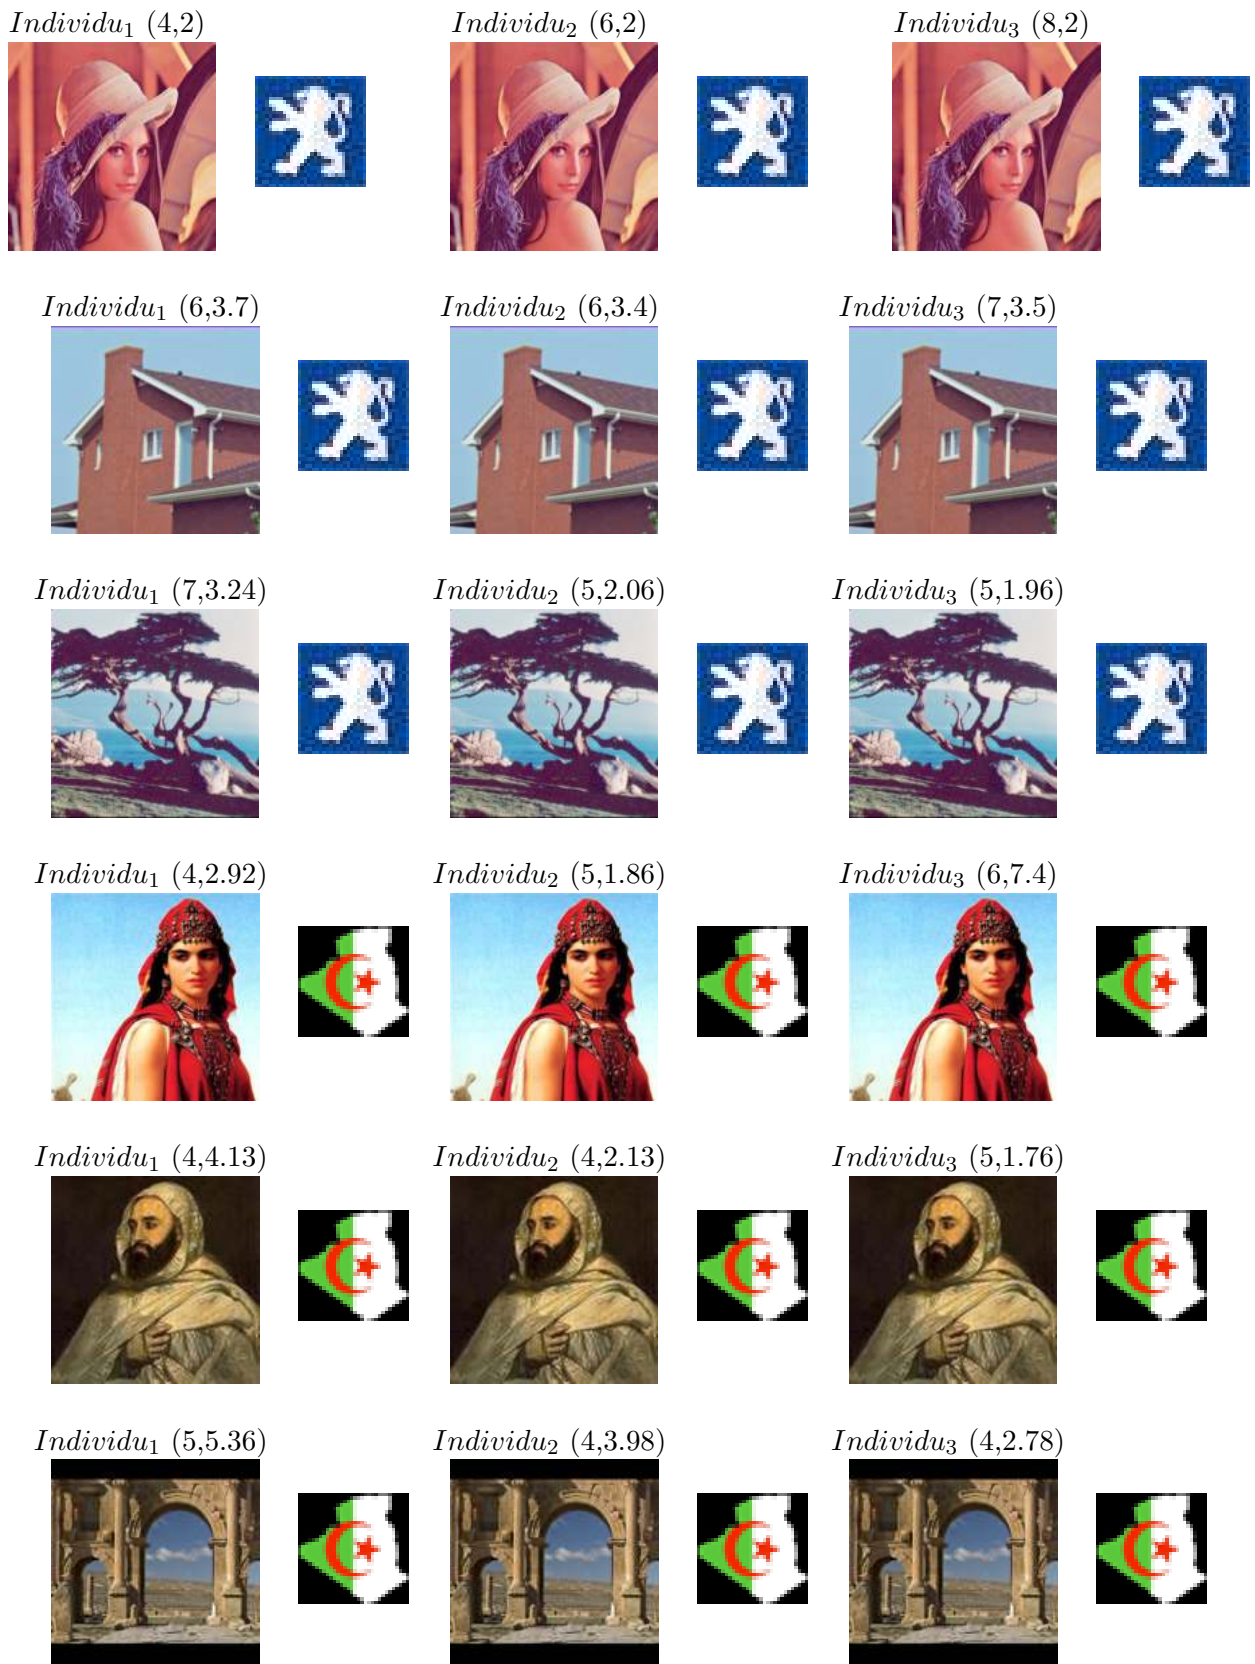 Individu₁ (4,2)
Individu₂ (6,2)
Individu₃ (8,2)
Individu₁ (6,3.7)
Individu₂ (6,3.4)
Individu₃ (7,3.5)
Individu₁ (7,3.24)
Individu₂ (5,2.06)
Individu₃ (5,1.96)
Individu₁ (4,2.92)
Individu₂ (5,1.86)
Individu₃ (6,7.4)
Individu₁ (4,4.13)
Individu₂ (4,2.13)
Individu₃ (5,1.76)
Individu₁ (5,5.36)
Individu₂ (4,3.98)
Individu₃ (4,2.78)